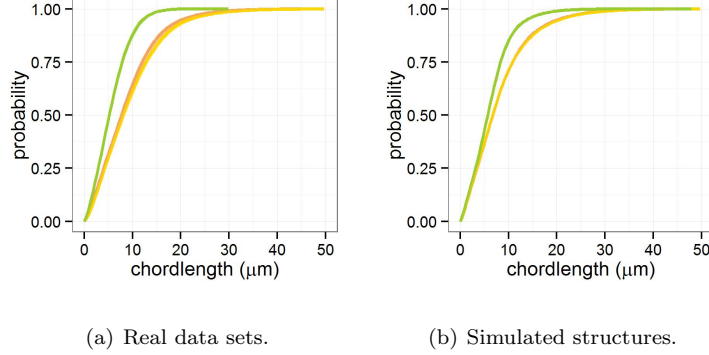 1.00
0.75
0.50
0.25
0.00
probability
0 10 20 30 40 50
chordlength (μm)
(a) Real data sets.
1.00
0.75
0.50
0.25
0.00
probability
0 10 20 30 40 50
chordlength (μm)
(b) Simulated structures.